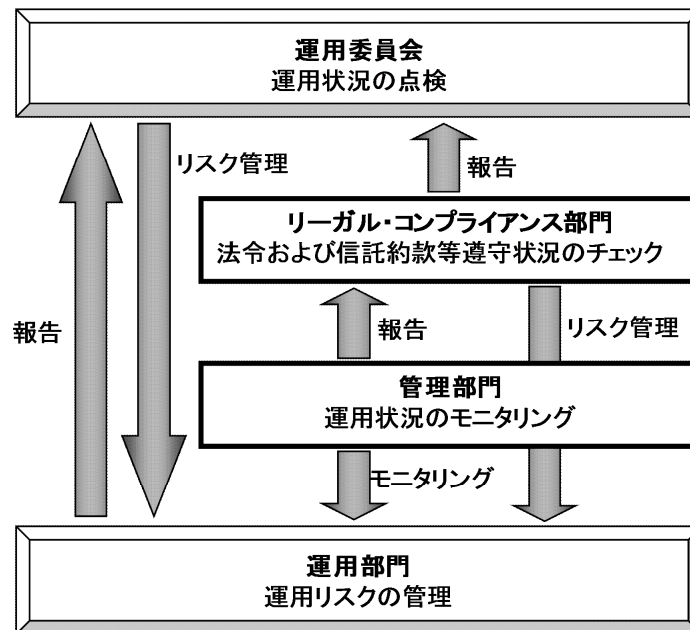 運用委員会
運用状況の点検
リスク管理
報告
リーガル・コンプライアンス部門
法令および信託約款等遵守状況のチェック
報告
報告
リスク管理
管理部門
運用状況のモニタリング
モニタリング
運用部門
運用リスクの管理